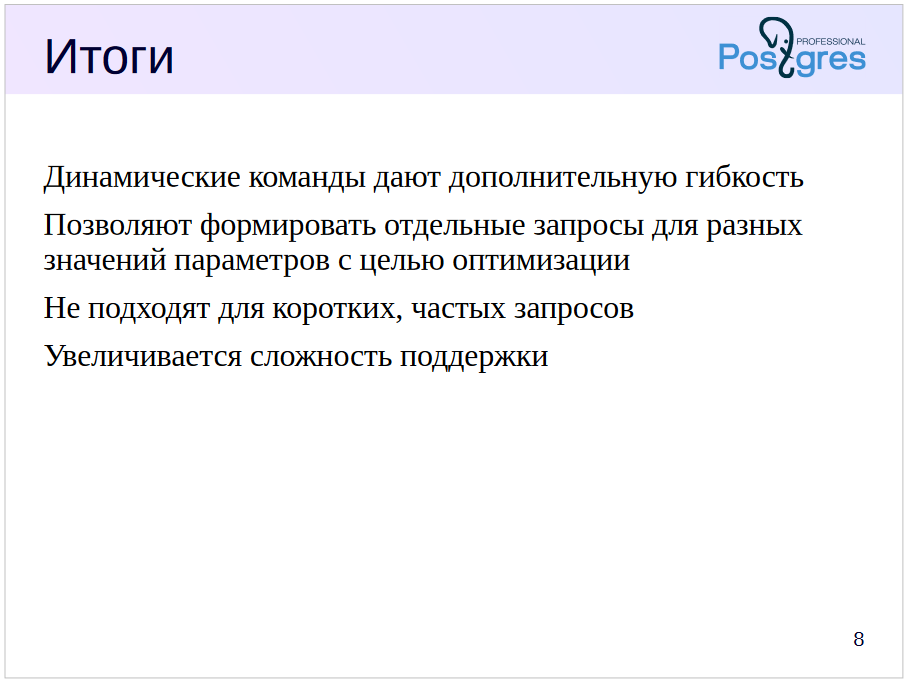 Итоги
PROFESSIONAL
Postgres
Динамические команды дают дополнительную гибкость
Позволяют формировать отдельные запросы для разных
значений параметров с целью оптимизации
Не подходят для коротких, частых запросов
Увеличивается сложность поддержки
8